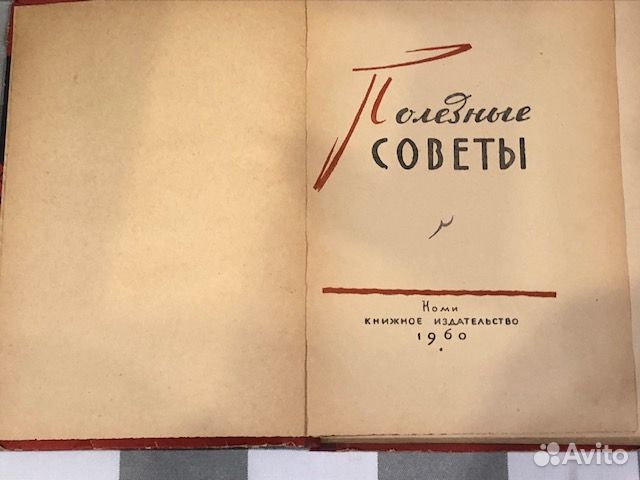 Полезные
СОВЕТЫ
Коми
КНИЖНОЕ ИЗДАТЕЛЬСТВО
1960
Avito